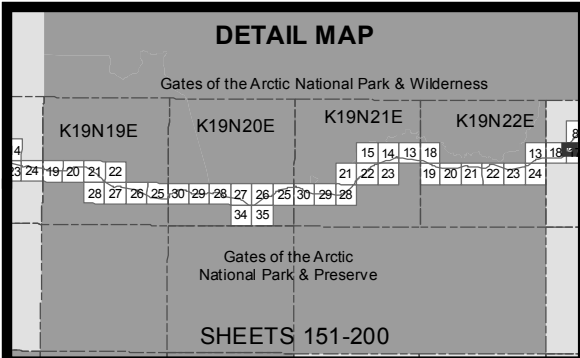 DETAIL MAP
Gates of the Arctic National Park & Wilderness
K19N19E K19N20E K19N21E K19N22E
8
4 15 14 13 18 13 18
23 24 19 20 21 22 21 22 23 19 20 21 22 23 24
28 27 26 25 30 29 28 27 26 25 30 29 28
34 35
Gates of the Arctic
National Park & Preserve
SHEETS 151-200